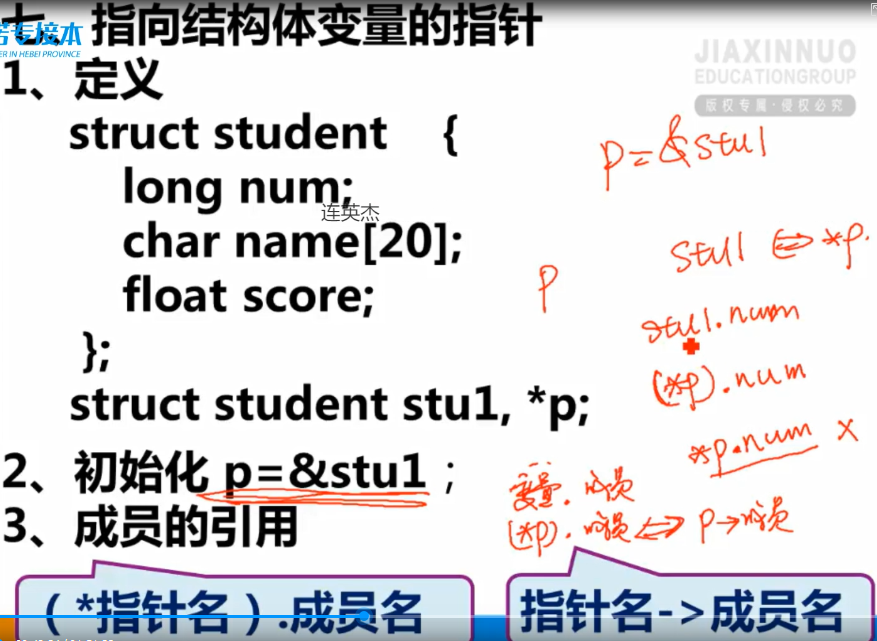 七、指向结构体变量的指针
诺专接本
ER IN HEBEI PROVINCE
JIAXINNUO
EDUCATIONGROUP
版权专属·侵权必究
1、定义
struct student {
long num;
连英杰
char name[20];
float score;
};
struct student stu1, *p;
p=&stu1
stu1 ⇔ *p.
p
stu1.num
(*p).num
*p.num ×
2、初始化 p=&stu1 ;
变量.成员
(*p).成员 ⇔ p→成员
3、成员的引用
(*指针名).成员名
指针名->成员名